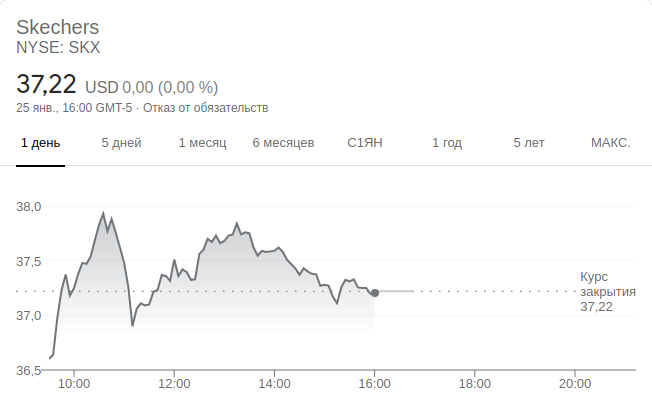 Skechers
NYSE: SKX
37,22 USD 0,00 (0,00 %)
25 янв., 16:00 GMT-5 · Отказ от обязательств
1 день 5 дней 1 месяц 6 месяцев С1ЯН 1 год 5 лет МАКС.
38,0
37,5
Курс
закрытия
37,22
37,0
36,5
10:00 12:00 14:00 16:00 18:00 20:00